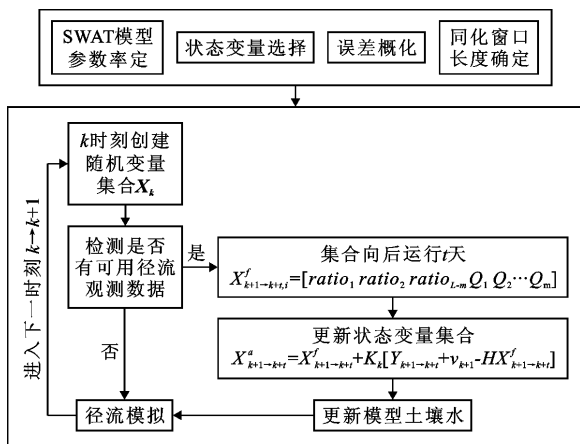 SWAT模型
参数率定
状态变量选择
误差概化
同化窗口
长度确定
k时刻创建
随机变量
集合X_k
检测是否
有可用径流
观测数据
是
否
集合向后运行t天
X^f_{k+1→k+t,i}=[ratio_1 ratio_2 ratio_{L-m} Q_1 Q_2⋯Q_m]
更新状态变量集合
X^a_{k+1→k+t}=X^f_{k+1→k+t}+K_k[Y_{k+1→k+t}+v_{k+1}-HX^f_{k+1→k+t}]
更新模型土壤水
径流模拟
进入下一时刻 k→k+1